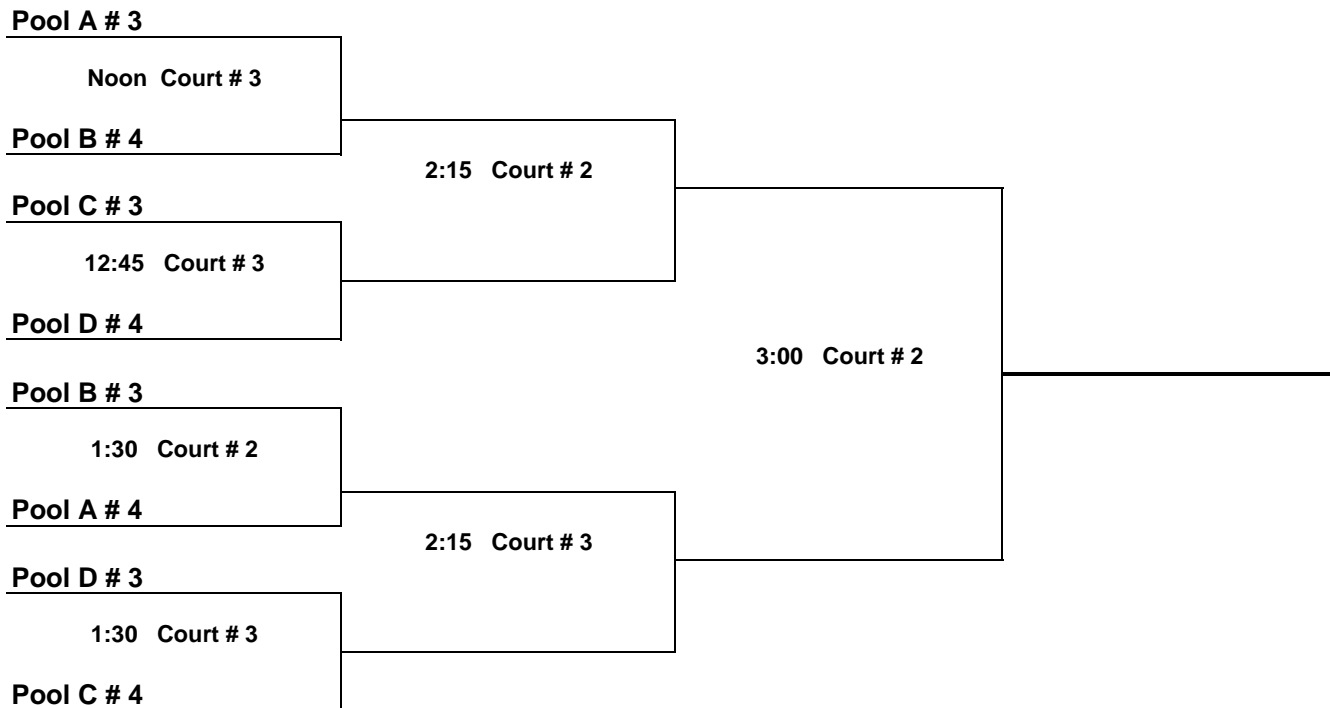 Pool A # 3
Noon Court # 3
Pool B # 4
2:15 Court # 2
Pool C # 3
12:45 Court # 3
Pool D # 4
3:00 Court # 2
Pool B # 3
1:30 Court # 2
Pool A # 4
2:15 Court # 3
Pool D # 3
1:30 Court # 3
Pool C # 4